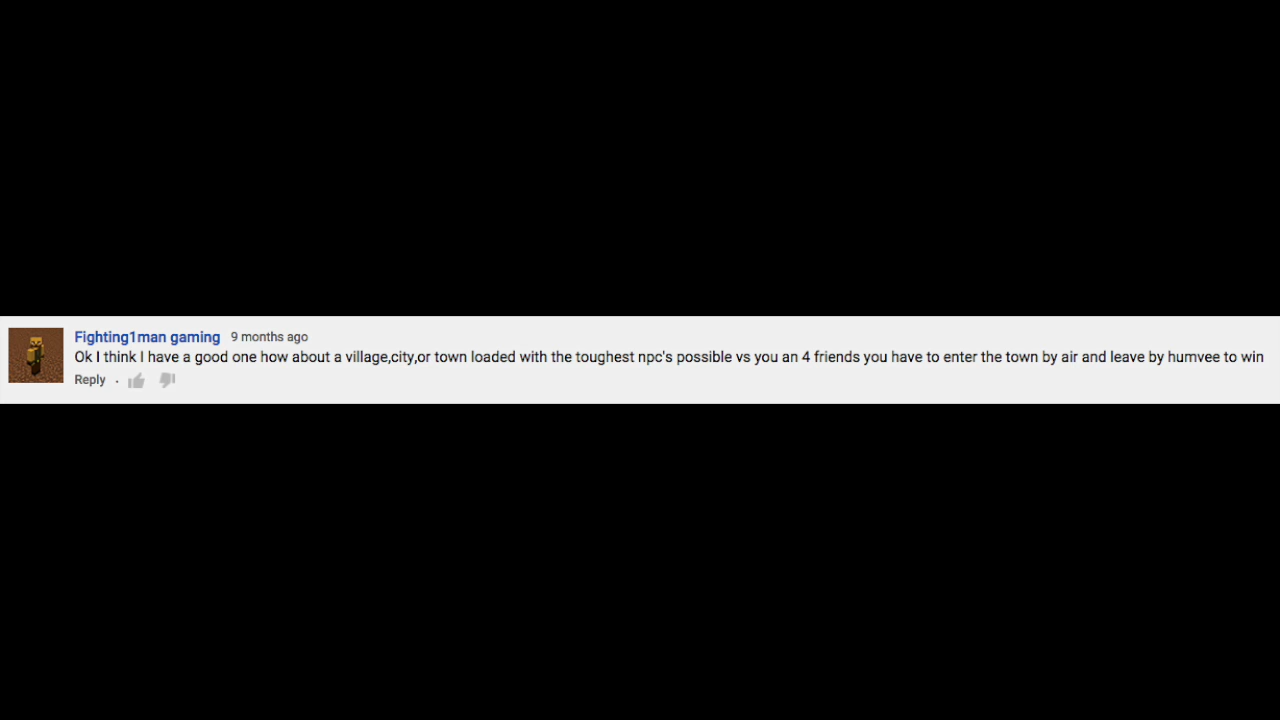 Fighting1man gaming 9 months ago
Ok I think I have a good one how about a village,city,or town loaded with the toughest npc's possible vs you an 4 friends you have to enter the town by air and leave by humvee to win
Reply ·